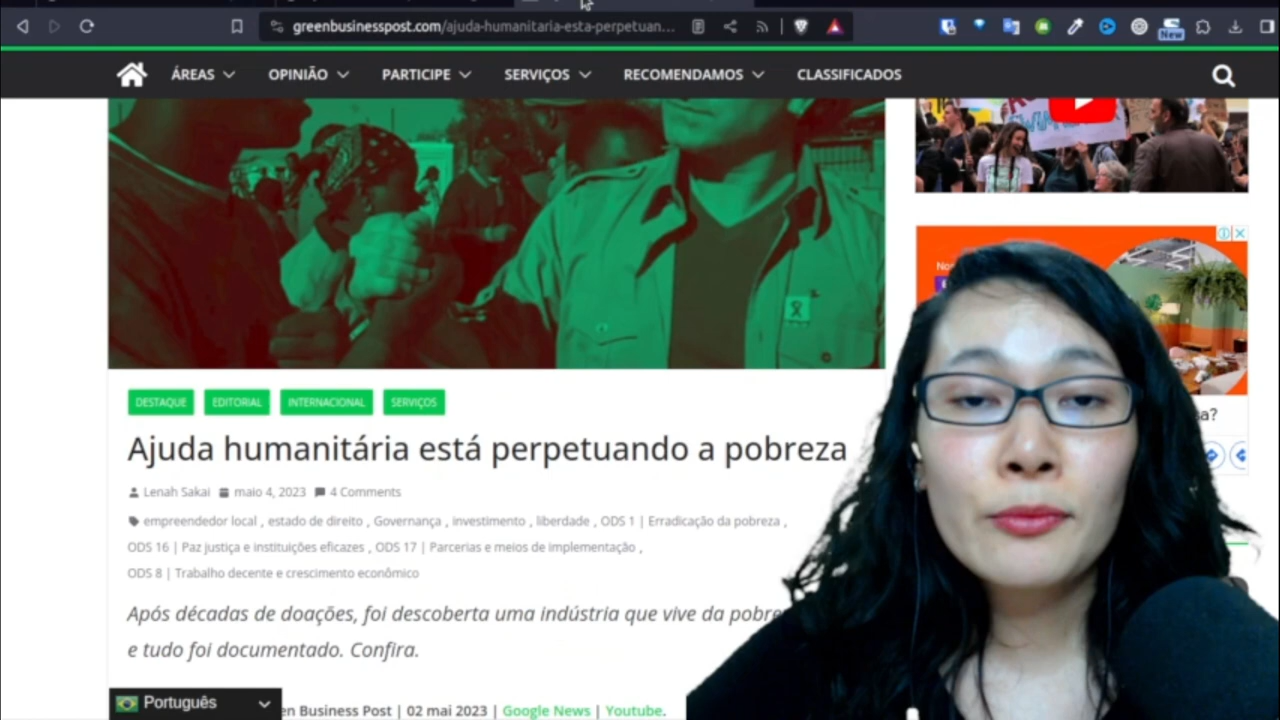 greenbusinesspost.com/ajuda-humanitaria-esta-perpetuan...
New
ÁREAS
OPINIÃO
PARTICIPE
SERVIÇOS
RECOMENDAMOS
CLASSIFICADOS
DESTAQUE
EDITORIAL
INTERNACIONAL
SERVIÇOS
Ajuda humanitária está perpetuando a pobreza
Lenah Sakai maio 4, 2023 4 Comments
empreendedor local , estado de direito , Governança , investimento , liberdade , ODS 1 | Erradicação da pobreza ,
ODS 16 | Paz justiça e instituições eficazes , ODS 17 | Parcerias e meios de implementação ,
ODS 8 | Trabalho decente e crescimento econômico
Após décadas de doações, foi descoberta uma indústria que vive da pobre
e tudo foi documentado. Confira.
Português
en Business Post | 02 mai 2023 | Google News | Youtube.